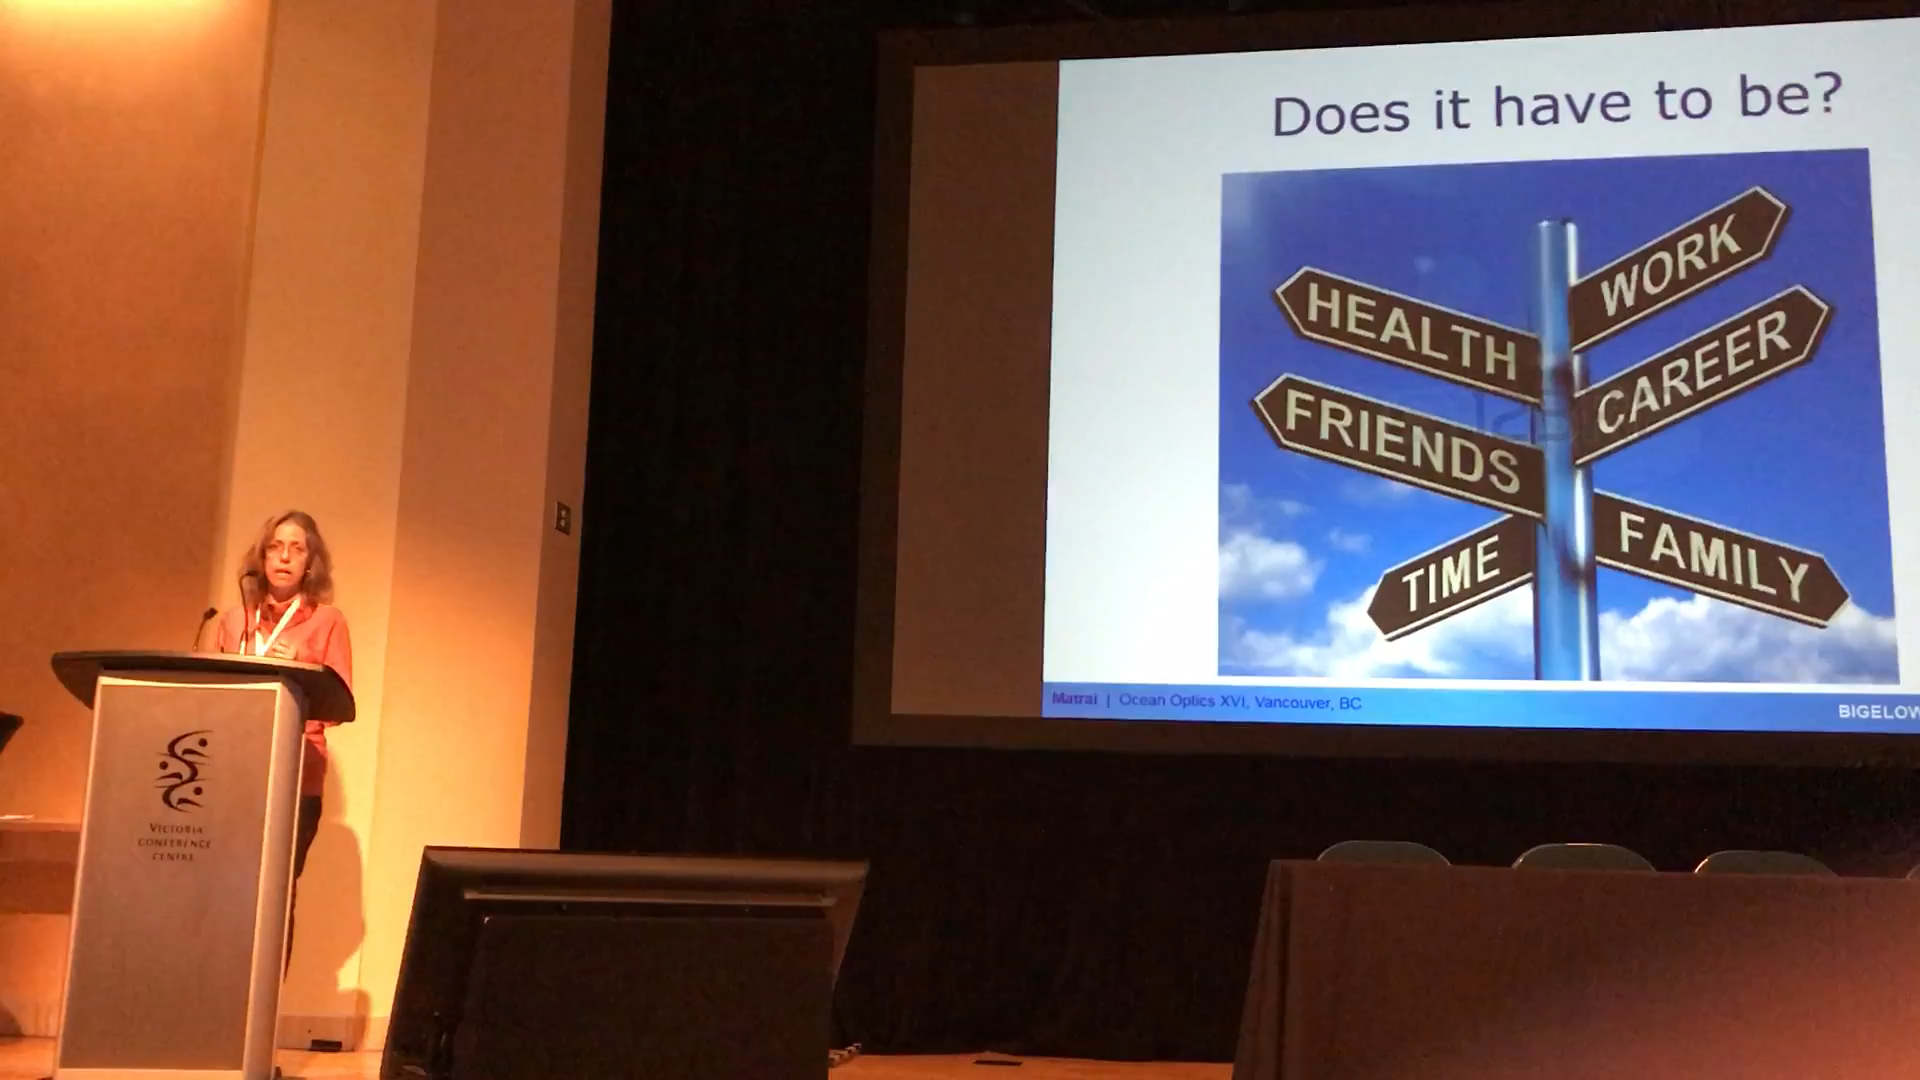 Does it have to be?
WORK
HEALTH
CAREER
FRIENDS
FAMILY
TIME
Matrai | Ocean Optics XVI, Vancouver, BC
BIGELOW
VICTORIA
CONFERENCE
CENTRE